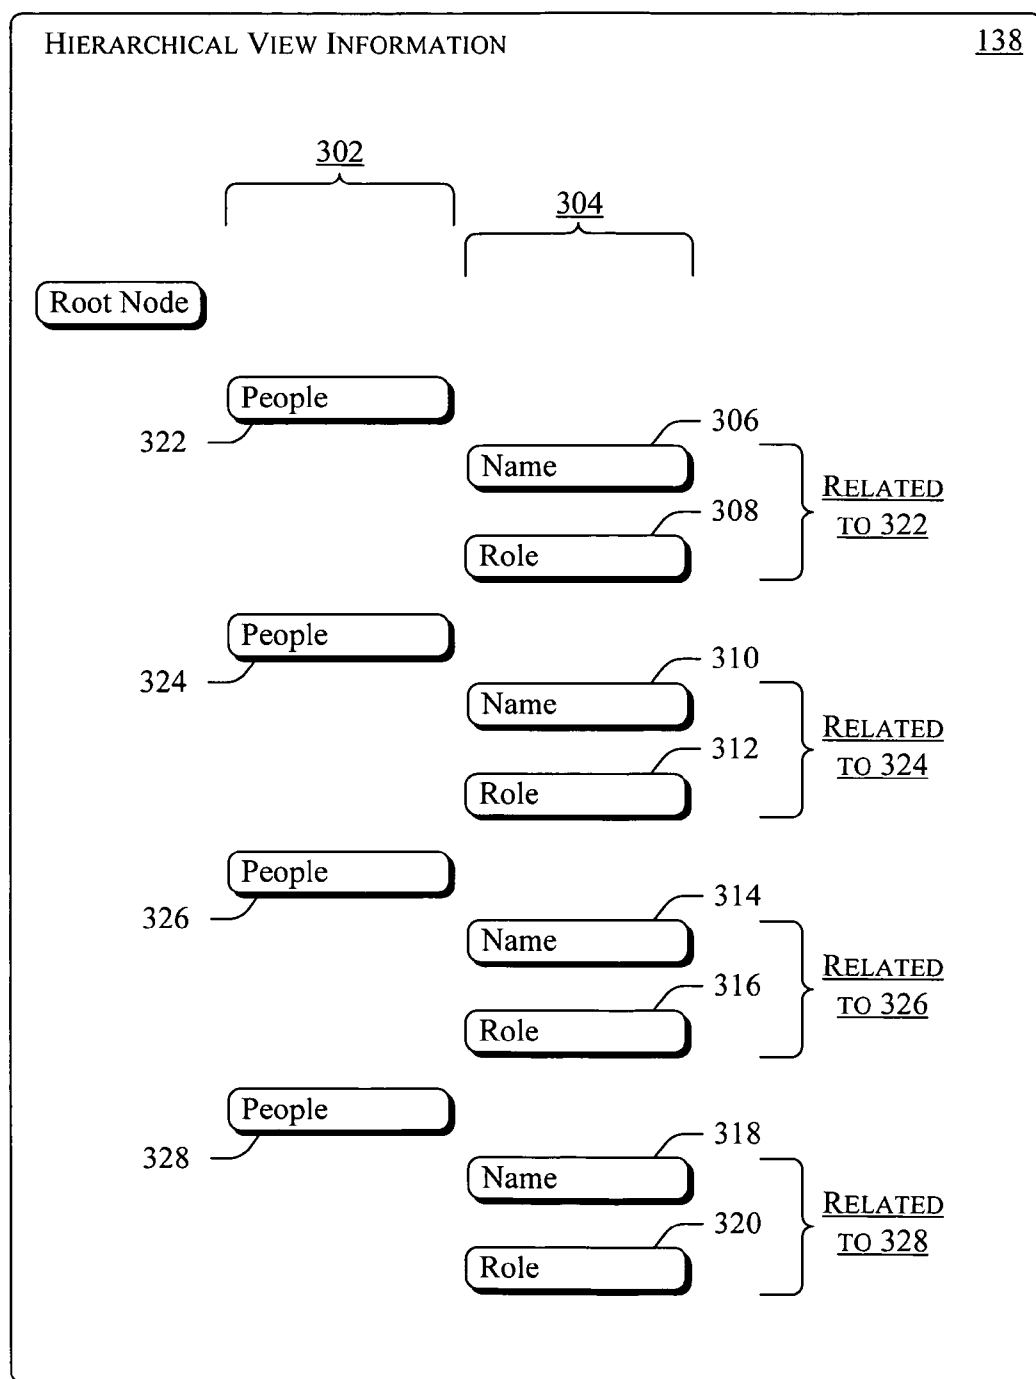 HIERARCHICAL VIEW INFORMATION 138
302
304
Root Node
People
322
306
Name
308
Role
RELATED
TO 322
People
324
310
Name
312
Role
RELATED
TO 324
People
326
314
Name
316
Role
RELATED
TO 326
People
328
318
Name
320
Role
RELATED
TO 328